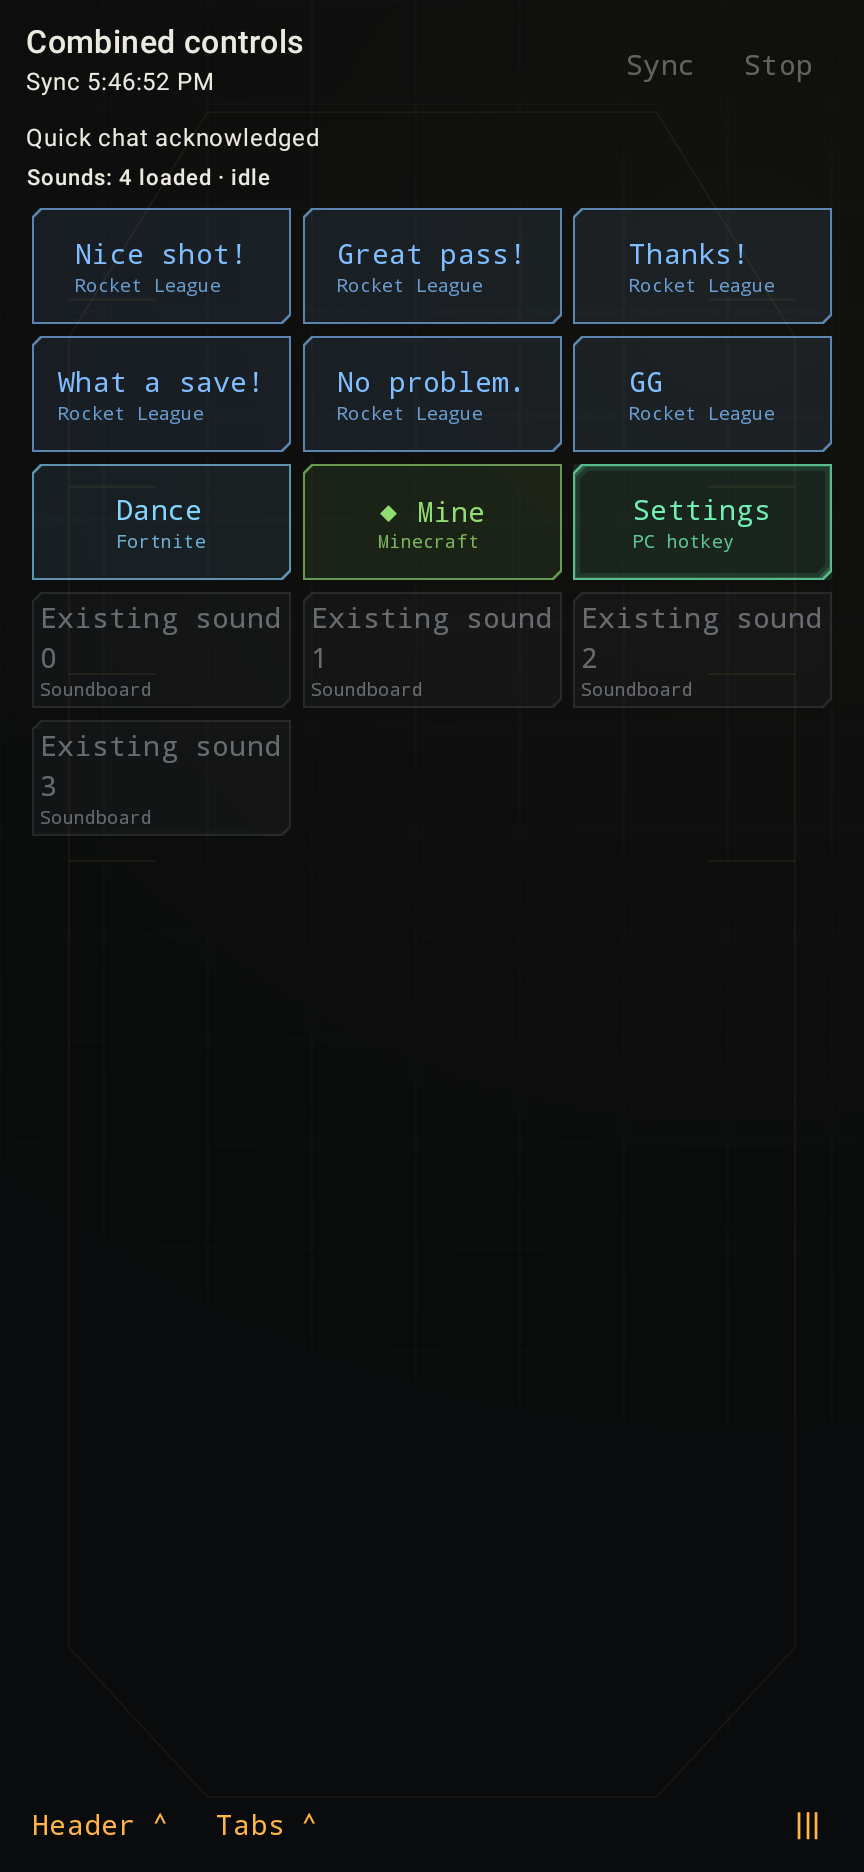 Combined controls
Sync 5:46:52 PM
Sync Stop
Quick chat acknowledged
Sounds: 4 loaded · idle
Nice shot!
Rocket League
Great pass!
Rocket League
Thanks!
Rocket League
What a save!
Rocket League
No problem.
Rocket League
GG
Rocket League
Dance
Fortnite
◆ Mine
Minecraft
Settings
PC hotkey
Existing sound
0
Soundboard
Existing sound
1
Soundboard
Existing sound
2
Soundboard
Existing sound
3
Soundboard
Header ^ Tabs ^ |||